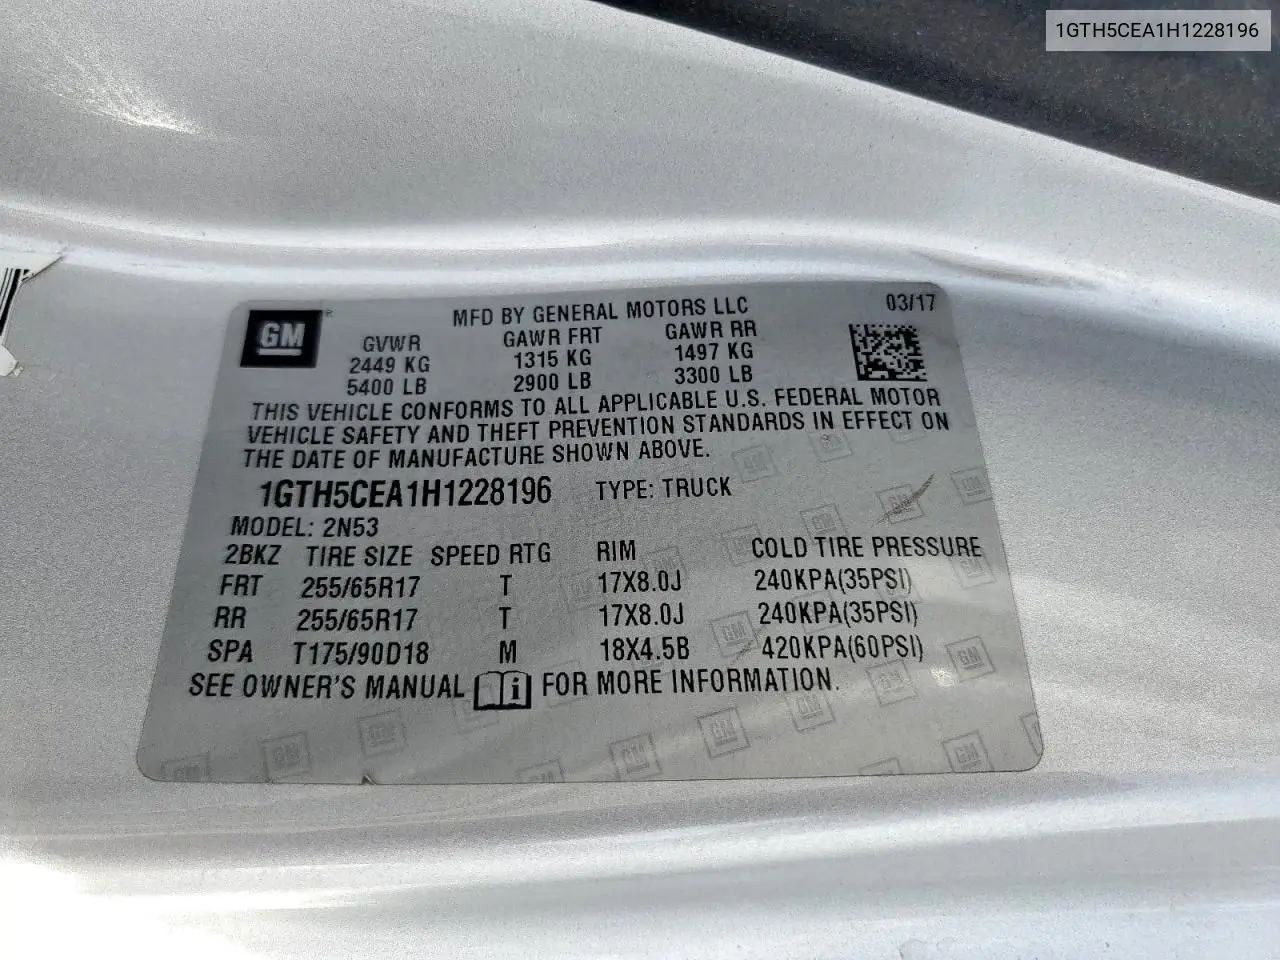 1GTH5CEA1H1228196
GM ®
MFD BY GENERAL MOTORS LLC 03/17
GVWR GAWR FRT GAWR RR
2449 KG 1315 KG 1497 KG
5400 LB 2900 LB 3300 LB
THIS VEHICLE CONFORMS TO ALL APPLICABLE U.S. FEDERAL MOTOR
VEHICLE SAFETY AND THEFT PREVENTION STANDARDS IN EFFECT ON
THE DATE OF MANUFACTURE SHOWN ABOVE.
1GTH5CEA1H1228196 TYPE: TRUCK
MODEL: 2N53
2BKZ TIRE SIZE SPEED RTG RIM COLD TIRE PRESSURE
FRT 255/65R17 T 17X8.0J 240KPA(35PSI)
RR 255/65R17 T 17X8.0J 240KPA(35PSI)
SPA T175/90D18 M 18X4.5B 420KPA(60PSI)
SEE OWNER'S MANUAL i FOR MORE INFORMATION.